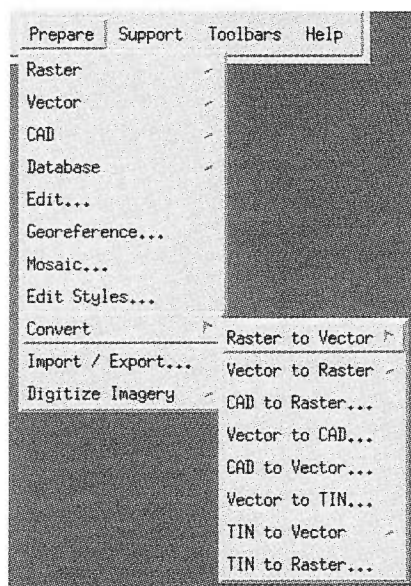 Prepare Support Toolbars Help
Raster
Vector
CAD
Database
Edit...
Georeference...
Mosaic...
Edit Styles...
Convert
Import / Export...
Digitize Imagery
Raster to Vector
Vector to Raster
CAD to Raster...
Vector to CAD...
CAD to Vector...
Vector to TIN...
TIN to Vector
TIN to Raster...